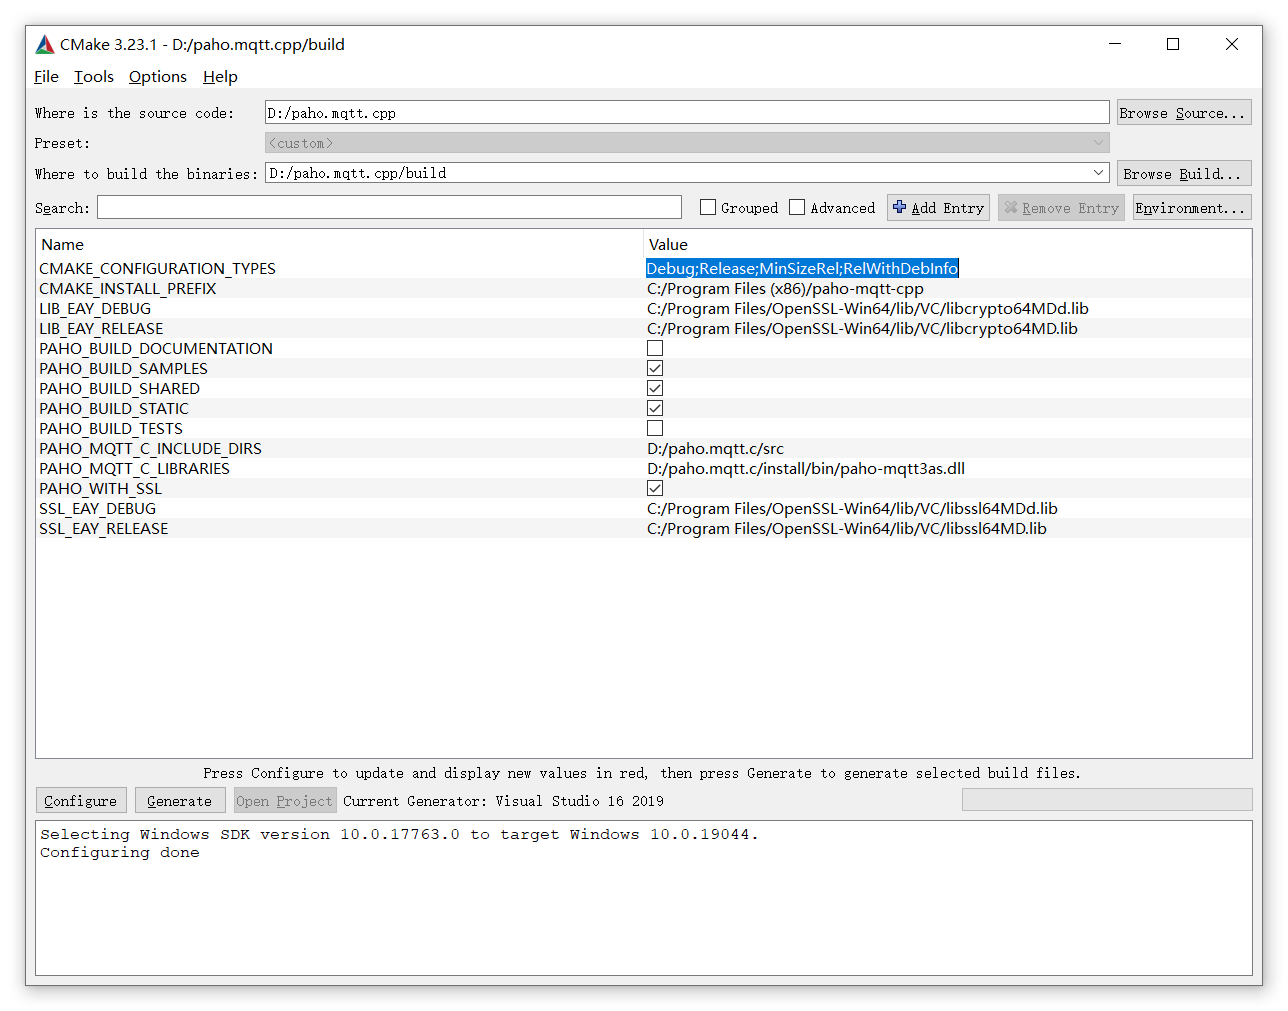 CMake 3.23.1 - D:/paho.mqtt.cpp/build
File Tools Options Help
Where is the source code: D:/paho.mqtt.cpp Browse Source...
Preset: <custom>
Where to build the binaries: D:/paho.mqtt.cpp/build Browse Build...
Search: Grouped Advanced Add Entry Remove Entry Environment...
Name Value
CMAKE_CONFIGURATION_TYPES Debug;Release;MinSizeRel;RelWithDebInfo
CMAKE_INSTALL_PREFIX C:/Program Files (x86)/paho-mqtt-cpp
LIB_EAY_DEBUG C:/Program Files/OpenSSL-Win64/lib/VC/libcrypto64MDd.lib
LIB_EAY_RELEASE C:/Program Files/OpenSSL-Win64/lib/VC/libcrypto64MD.lib
PAHO_BUILD_DOCUMENTATION
PAHO_BUILD_SAMPLES
PAHO_BUILD_SHARED
PAHO_BUILD_STATIC
PAHO_BUILD_TESTS
PAHO_MQTT_C_INCLUDE_DIRS D:/paho.mqtt.c/src
PAHO_MQTT_C_LIBRARIES D:/paho.mqtt.c/install/bin/paho-mqtt3as.dll
PAHO_WITH_SSL
SSL_EAY_DEBUG C:/Program Files/OpenSSL-Win64/lib/VC/libssl64MDd.lib
SSL_EAY_RELEASE C:/Program Files/OpenSSL-Win64/lib/VC/libssl64MD.lib
Press Configure to update and display new values in red, then press Generate to generate selected build files.
Configure Generate Open Project Current Generator: Visual Studio 16 2019
Selecting Windows SDK version 10.0.17763.0 to target Windows 10.0.19044.
Configuring done